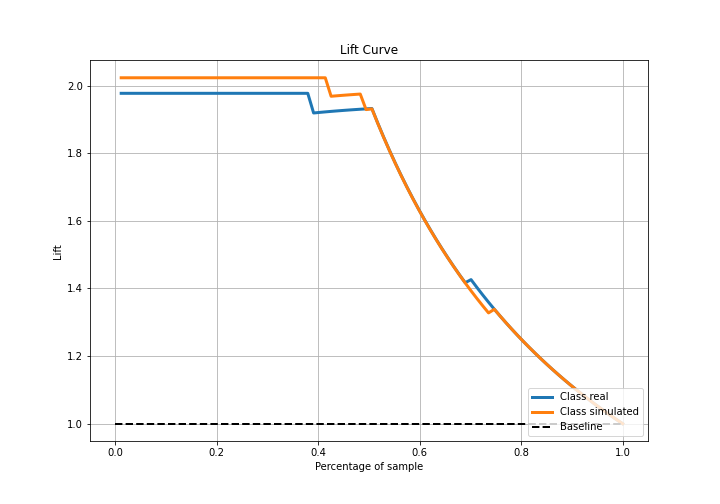 Lift Curve
Lift
2.0
1.8
1.6
1.4
1.2
1.0
0.0
0.2
0.4
0.6
0.8
1.0
Percentage of sample
Class real
Class simulated
Baseline